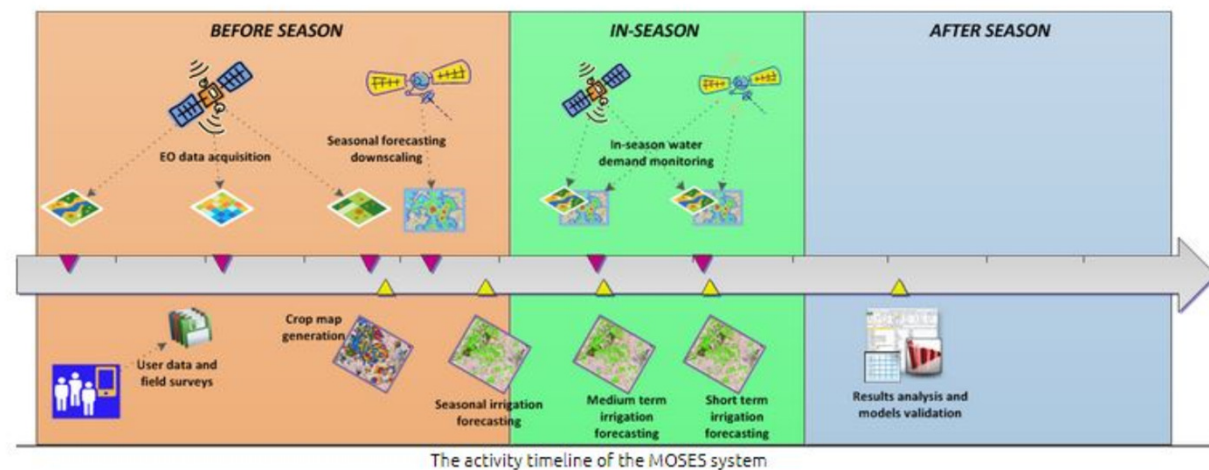 BEFORE SEASON
IN-SEASON
AFTER SEASON
EO data acquisition
Seasonal forecasting
downscaling
In-season water
demand monitoring
User data and
field surveys
Crop map
generation
Seasonal irrigation
forecasting
Medium term
irrigation
forecasting
Short term
irrigation
forecasting
Results analysis and
models validation
The activity timeline of the MOSES system